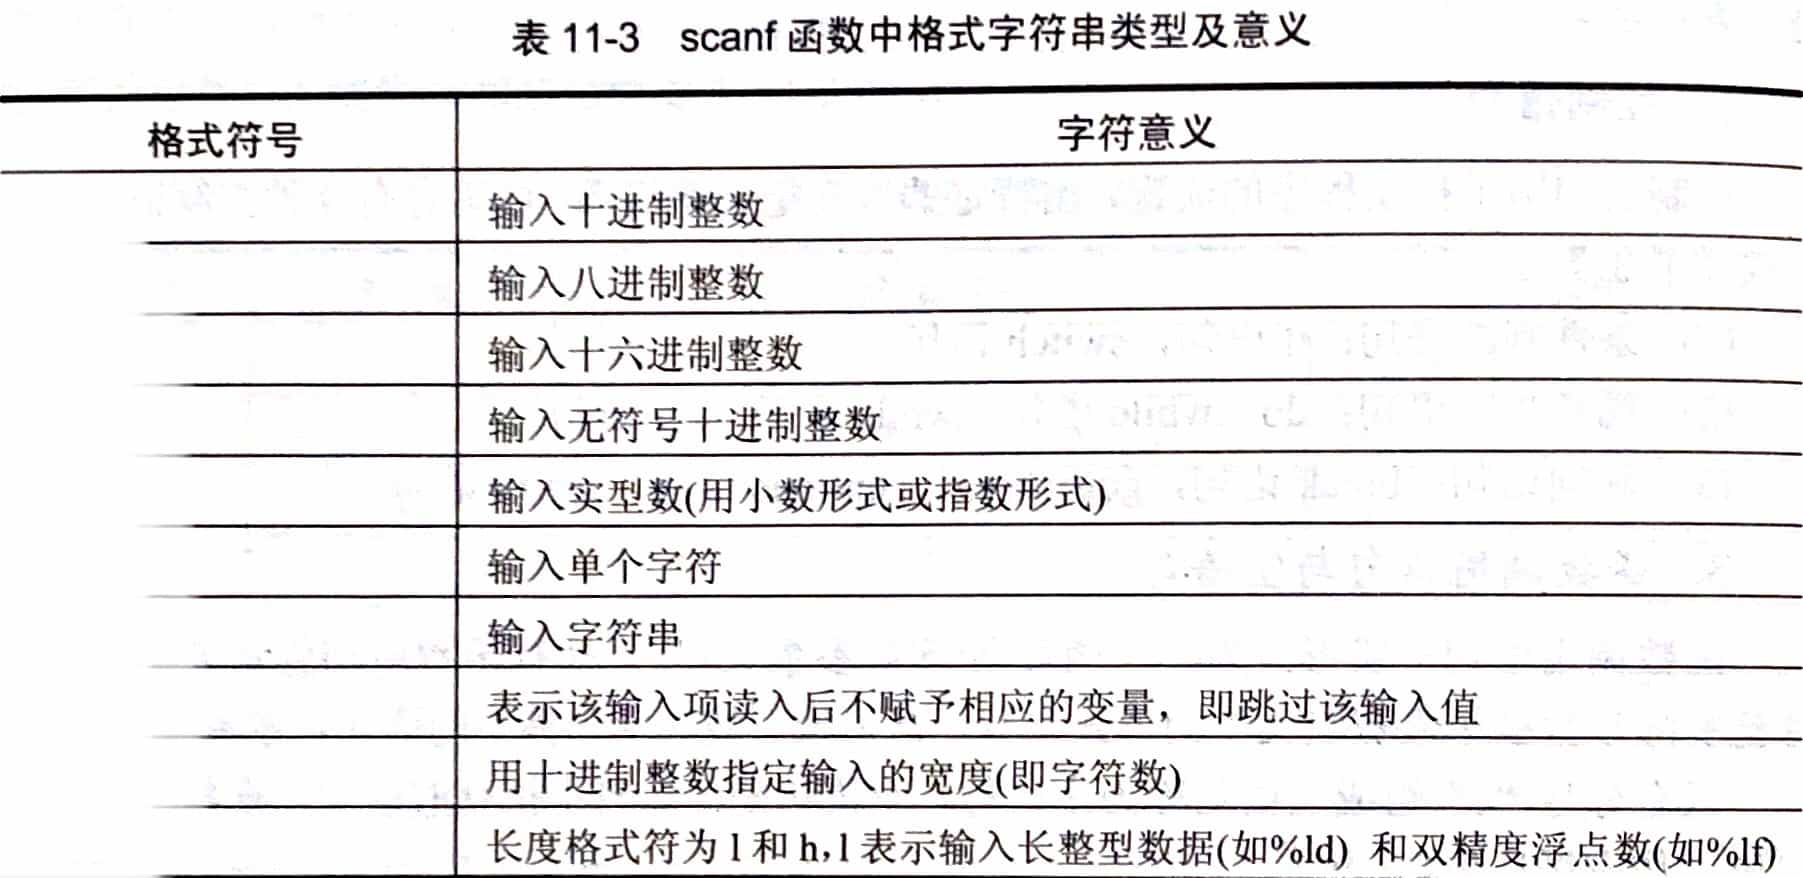 表 11-3 scanf 函数中格式字符串类型及意义
格式符号 字符意义
输入十进制整数
输入八进制整数
输入十六进制整数
输入无符号十进制整数
输入实型数(用小数形式或指数形式)
输入单个字符
输入字符串
表示该输入项读入后不赋予相应的变量，即跳过该输入值
用十进制整数指定输入的宽度(即字符数)
长度格式符为 l 和 h,l 表示输入长整型数据(如%ld) 和双精度浮点数(如%lf)